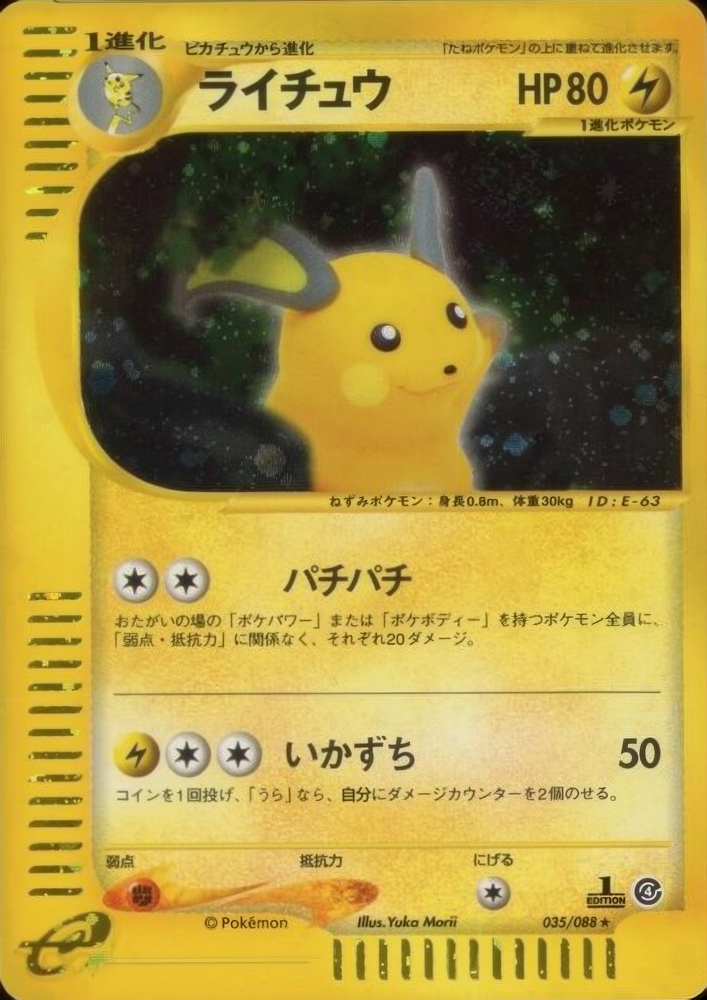 1進化 ピカチュウから進化 「たねポケモン」の上に重ねて進化させます。
ライチュウ HP80
1進化ポケモン
ねずみポケモン：身長0.8m、体重30kg ID:E-63
パチパチ
おたがいの場の「ポケパワー」または「ポケボディー」を持つポケモン全員に、
「弱点・抵抗力」に関係なく、それぞれ20ダメージ。
いかずち 50
コインを1回投げ、「うら」なら、自分にダメージカウンターを2個のせる。
弱点 抵抗力 にげる
1 EDITION 4
©Pokémon Illus.Yuka Morii 035/088★
e